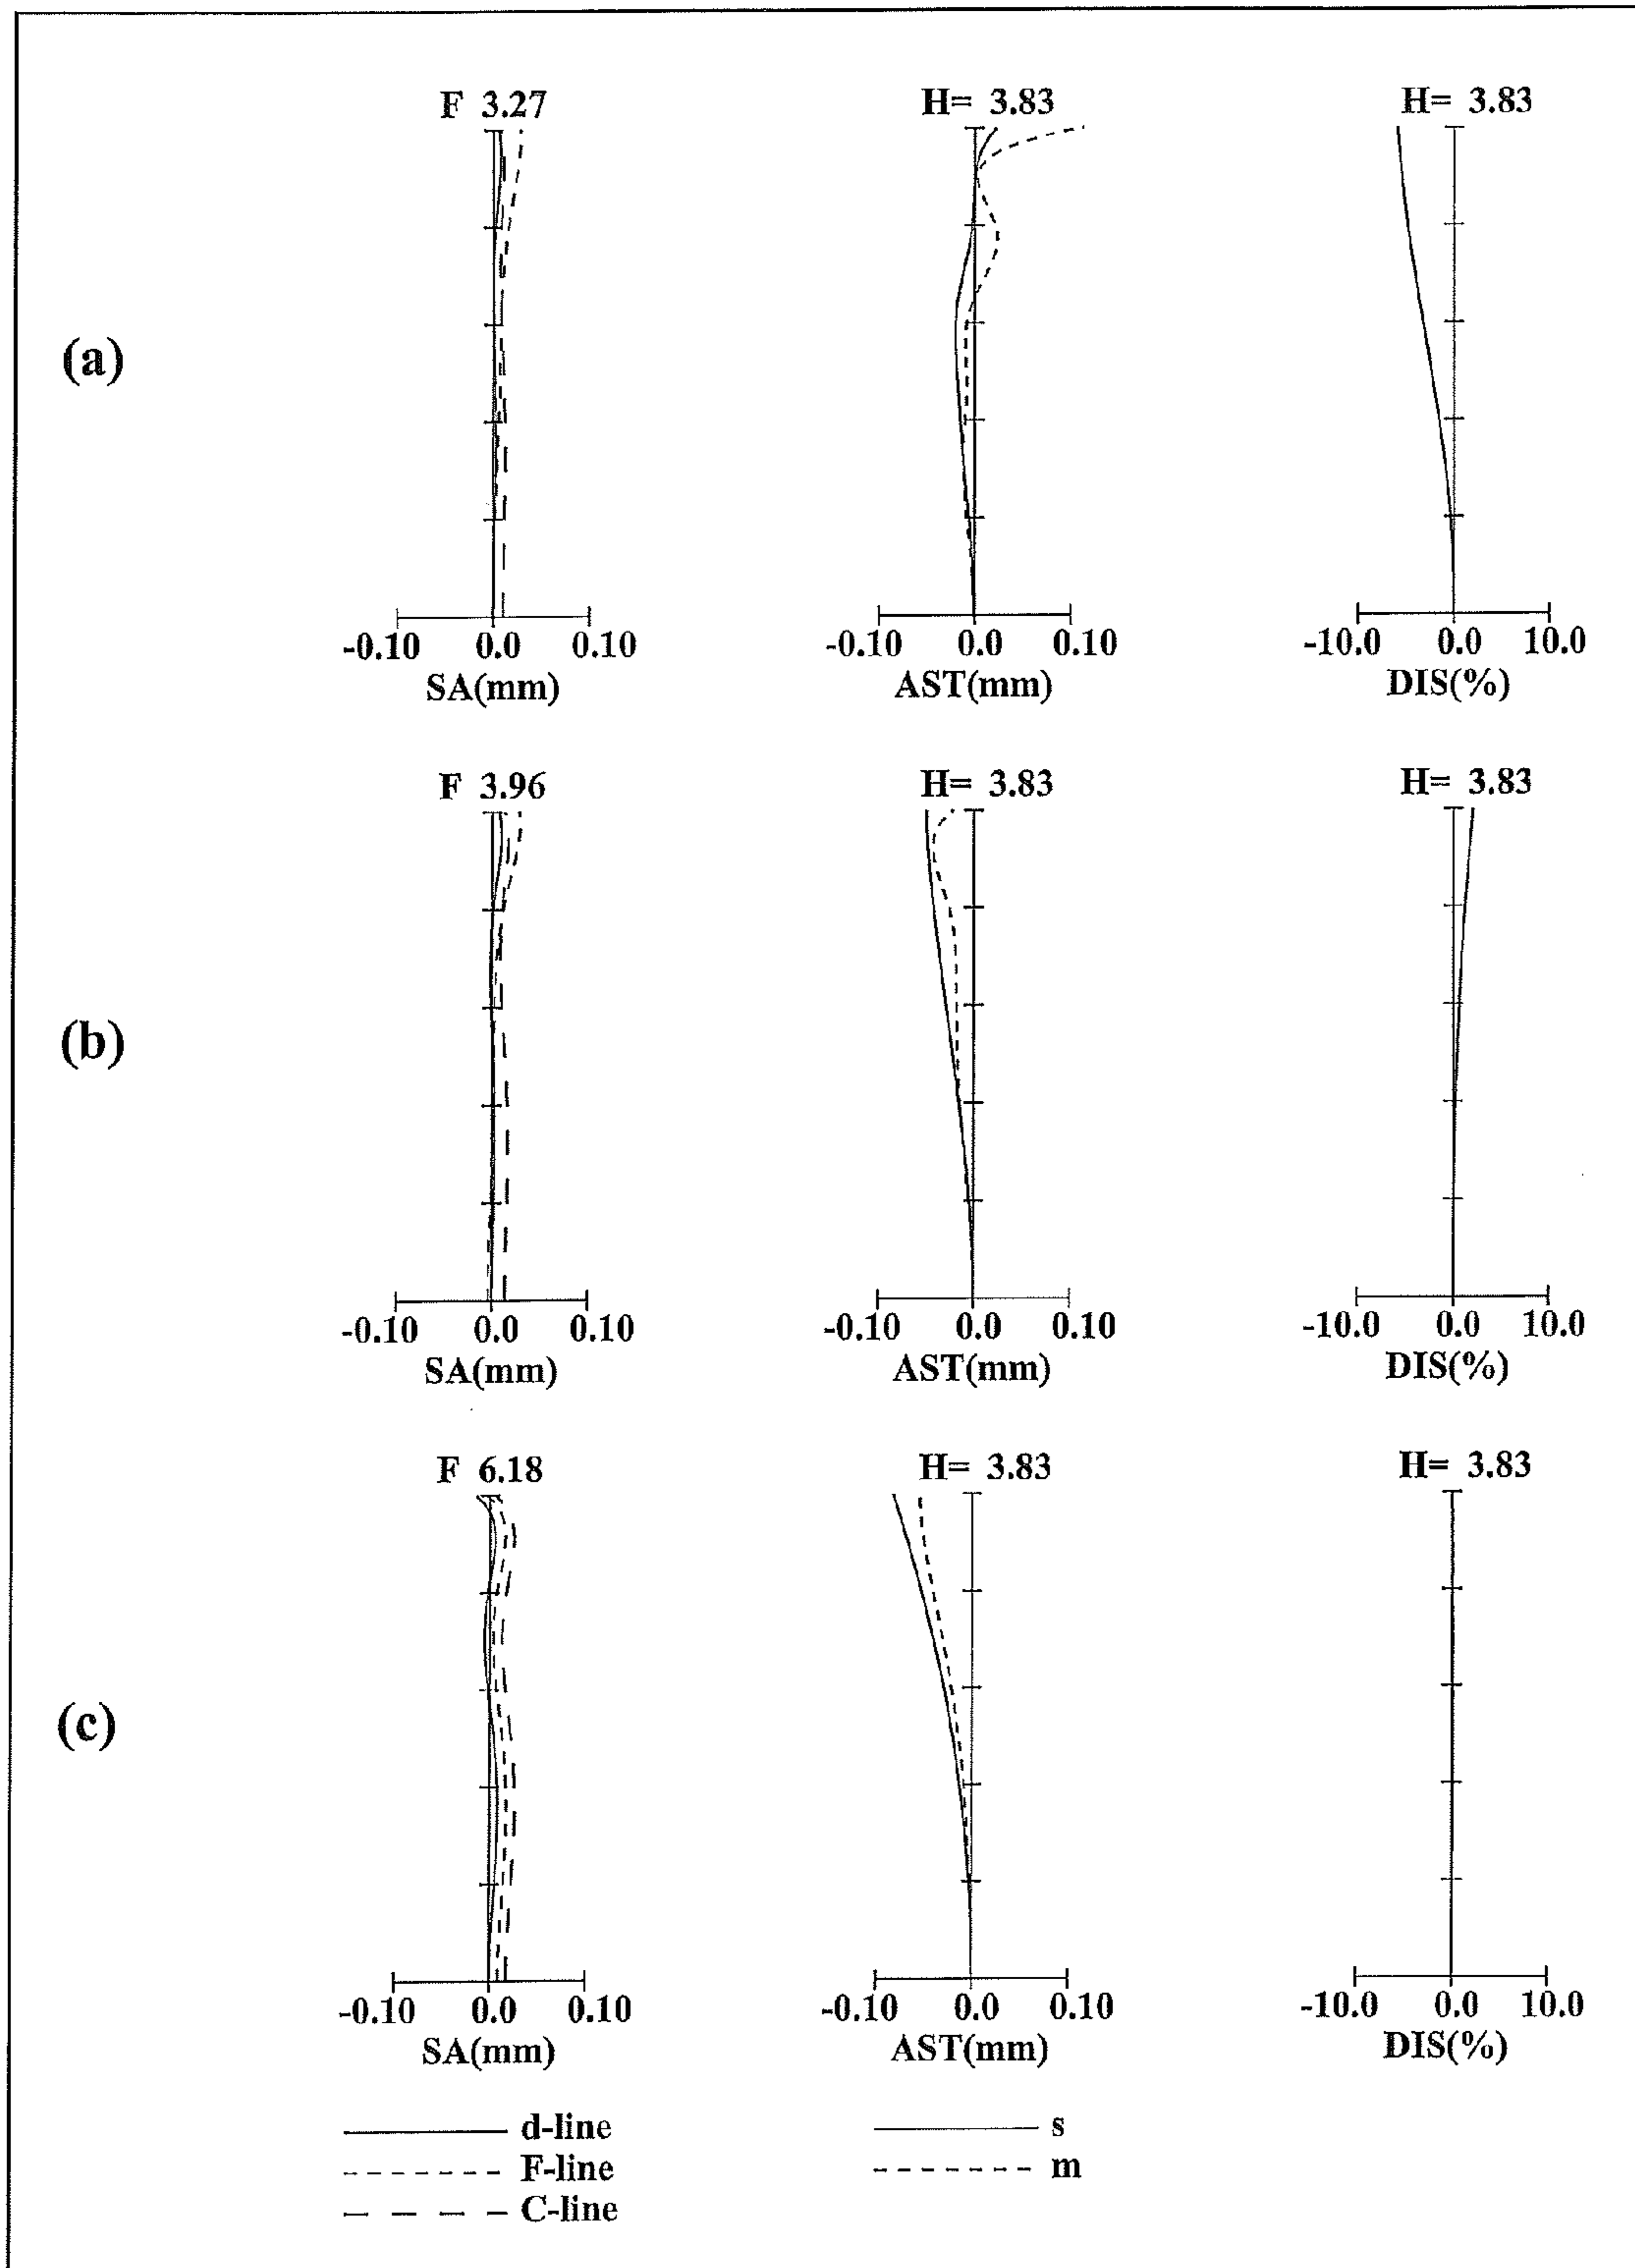 (a)
F 3.27
-0.10 0.0 0.10
SA(mm)
H= 3.83
-0.10 0.0 0.10
AST(mm)
H= 3.83
-10.0 0.0 10.0
DIS(%)
(b)
F 3.96
-0.10 0.0 0.10
SA(mm)
H= 3.83
-0.10 0.0 0.10
AST(mm)
H= 3.83
-10.0 0.0 10.0
DIS(%)
(c)
F 6.18
-0.10 0.0 0.10
SA(mm)
H= 3.83
-0.10 0.0 0.10
AST(mm)
H= 3.83
-10.0 0.0 10.0
DIS(%)
d-line
F-line
C-line
s
m